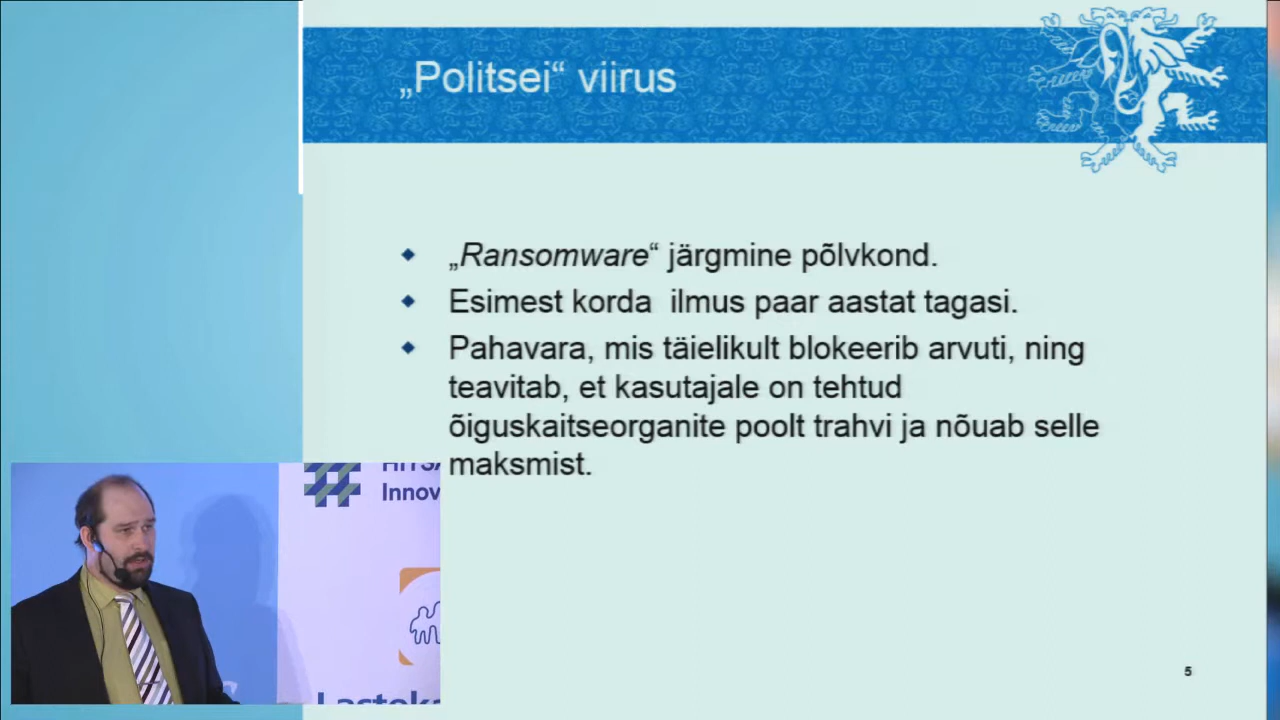 „Politsei“ viirus
„Ransomware“ järgmine põlvkond.
Esimest korda ilmus paar aastat tagasi.
Pahavara, mis täielikult blokeerib arvuti, ning
teavitab, et kasutajale on tehtud
õiguskaitseorganite poolt trahvi ja nõuab selle
maksmist.
Innov
5